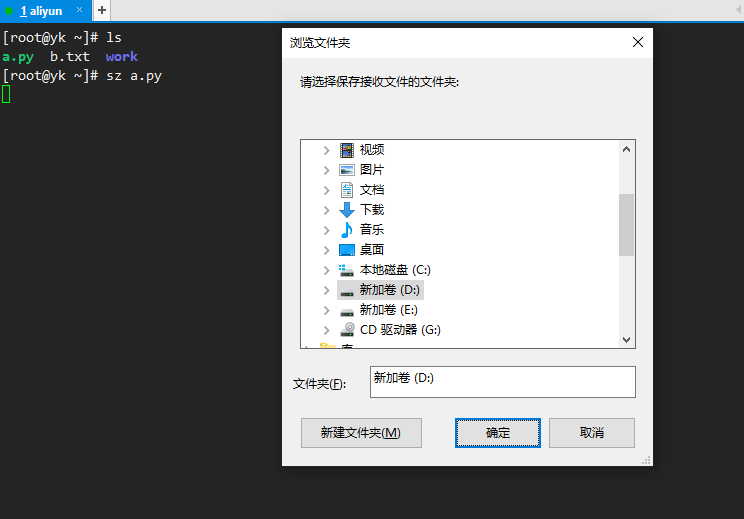 1 aliyun
[root@yk ~]# ls
a.py b.txt work
[root@yk ~]# sz a.py
浏览文件夹
请选择保存接收文件的文件夹:
视频
图片
文档
下载
音乐
桌面
本地磁盘 (C:)
新加卷 (D:)
新加卷 (E:)
CD 驱动器 (G:)
文件夹(F):
新加卷 (D:)
新建文件夹(M)
确定
取消